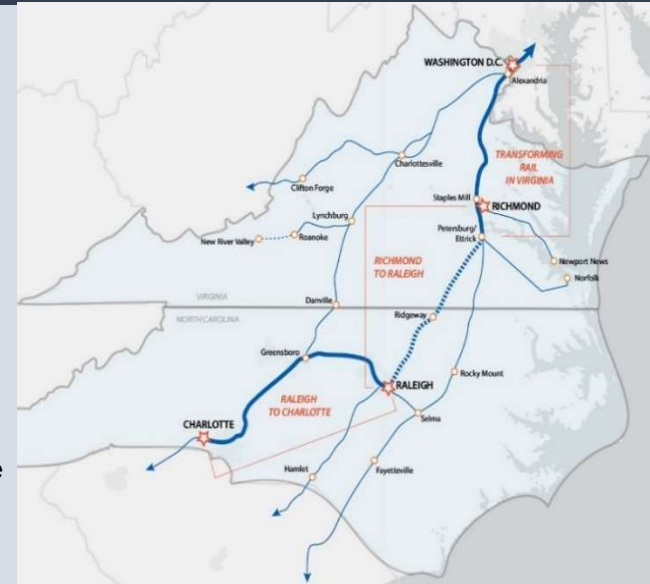 WASHINGTON D.C.
Alexandria
TRANSFORMING
RAIL
IN VIRGINIA
Charlottesville
Clifton Forge
Staples Mill
RICHMOND
Lynchburg
Petersburg/
Ettrick
New River Valley
Roanoke
RICHMOND
TO RALEIGH
Newport News
Norfolk
VIRGINIA
Danville
NORTH CAROLINA
Ridgeway
Greensboro
Rocky Mount
RALEIGH
RALEIGH
TO CHARLOTTE
CHARLOTTE
Selma
Hamlet
Fayetteville
e